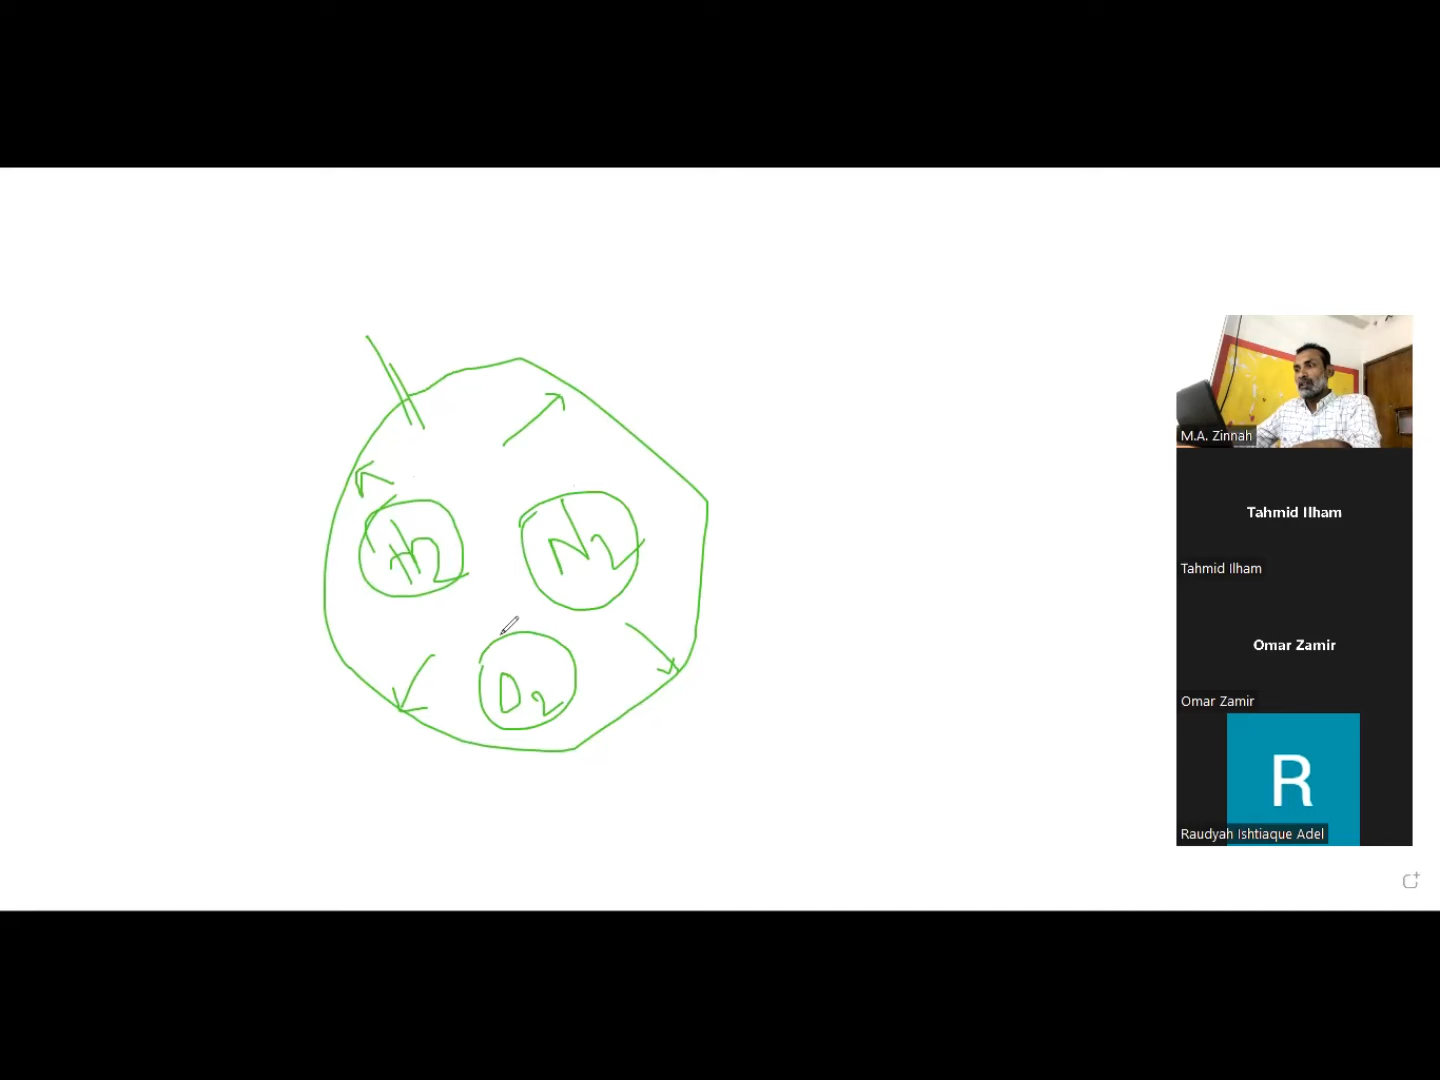 H2
N2
O2
M.A. Zinnah
Tahmid Ilham
Tahmid Ilham
Omar Zamir
Omar Zamir
R
Raudyah Ishtiaque Adel